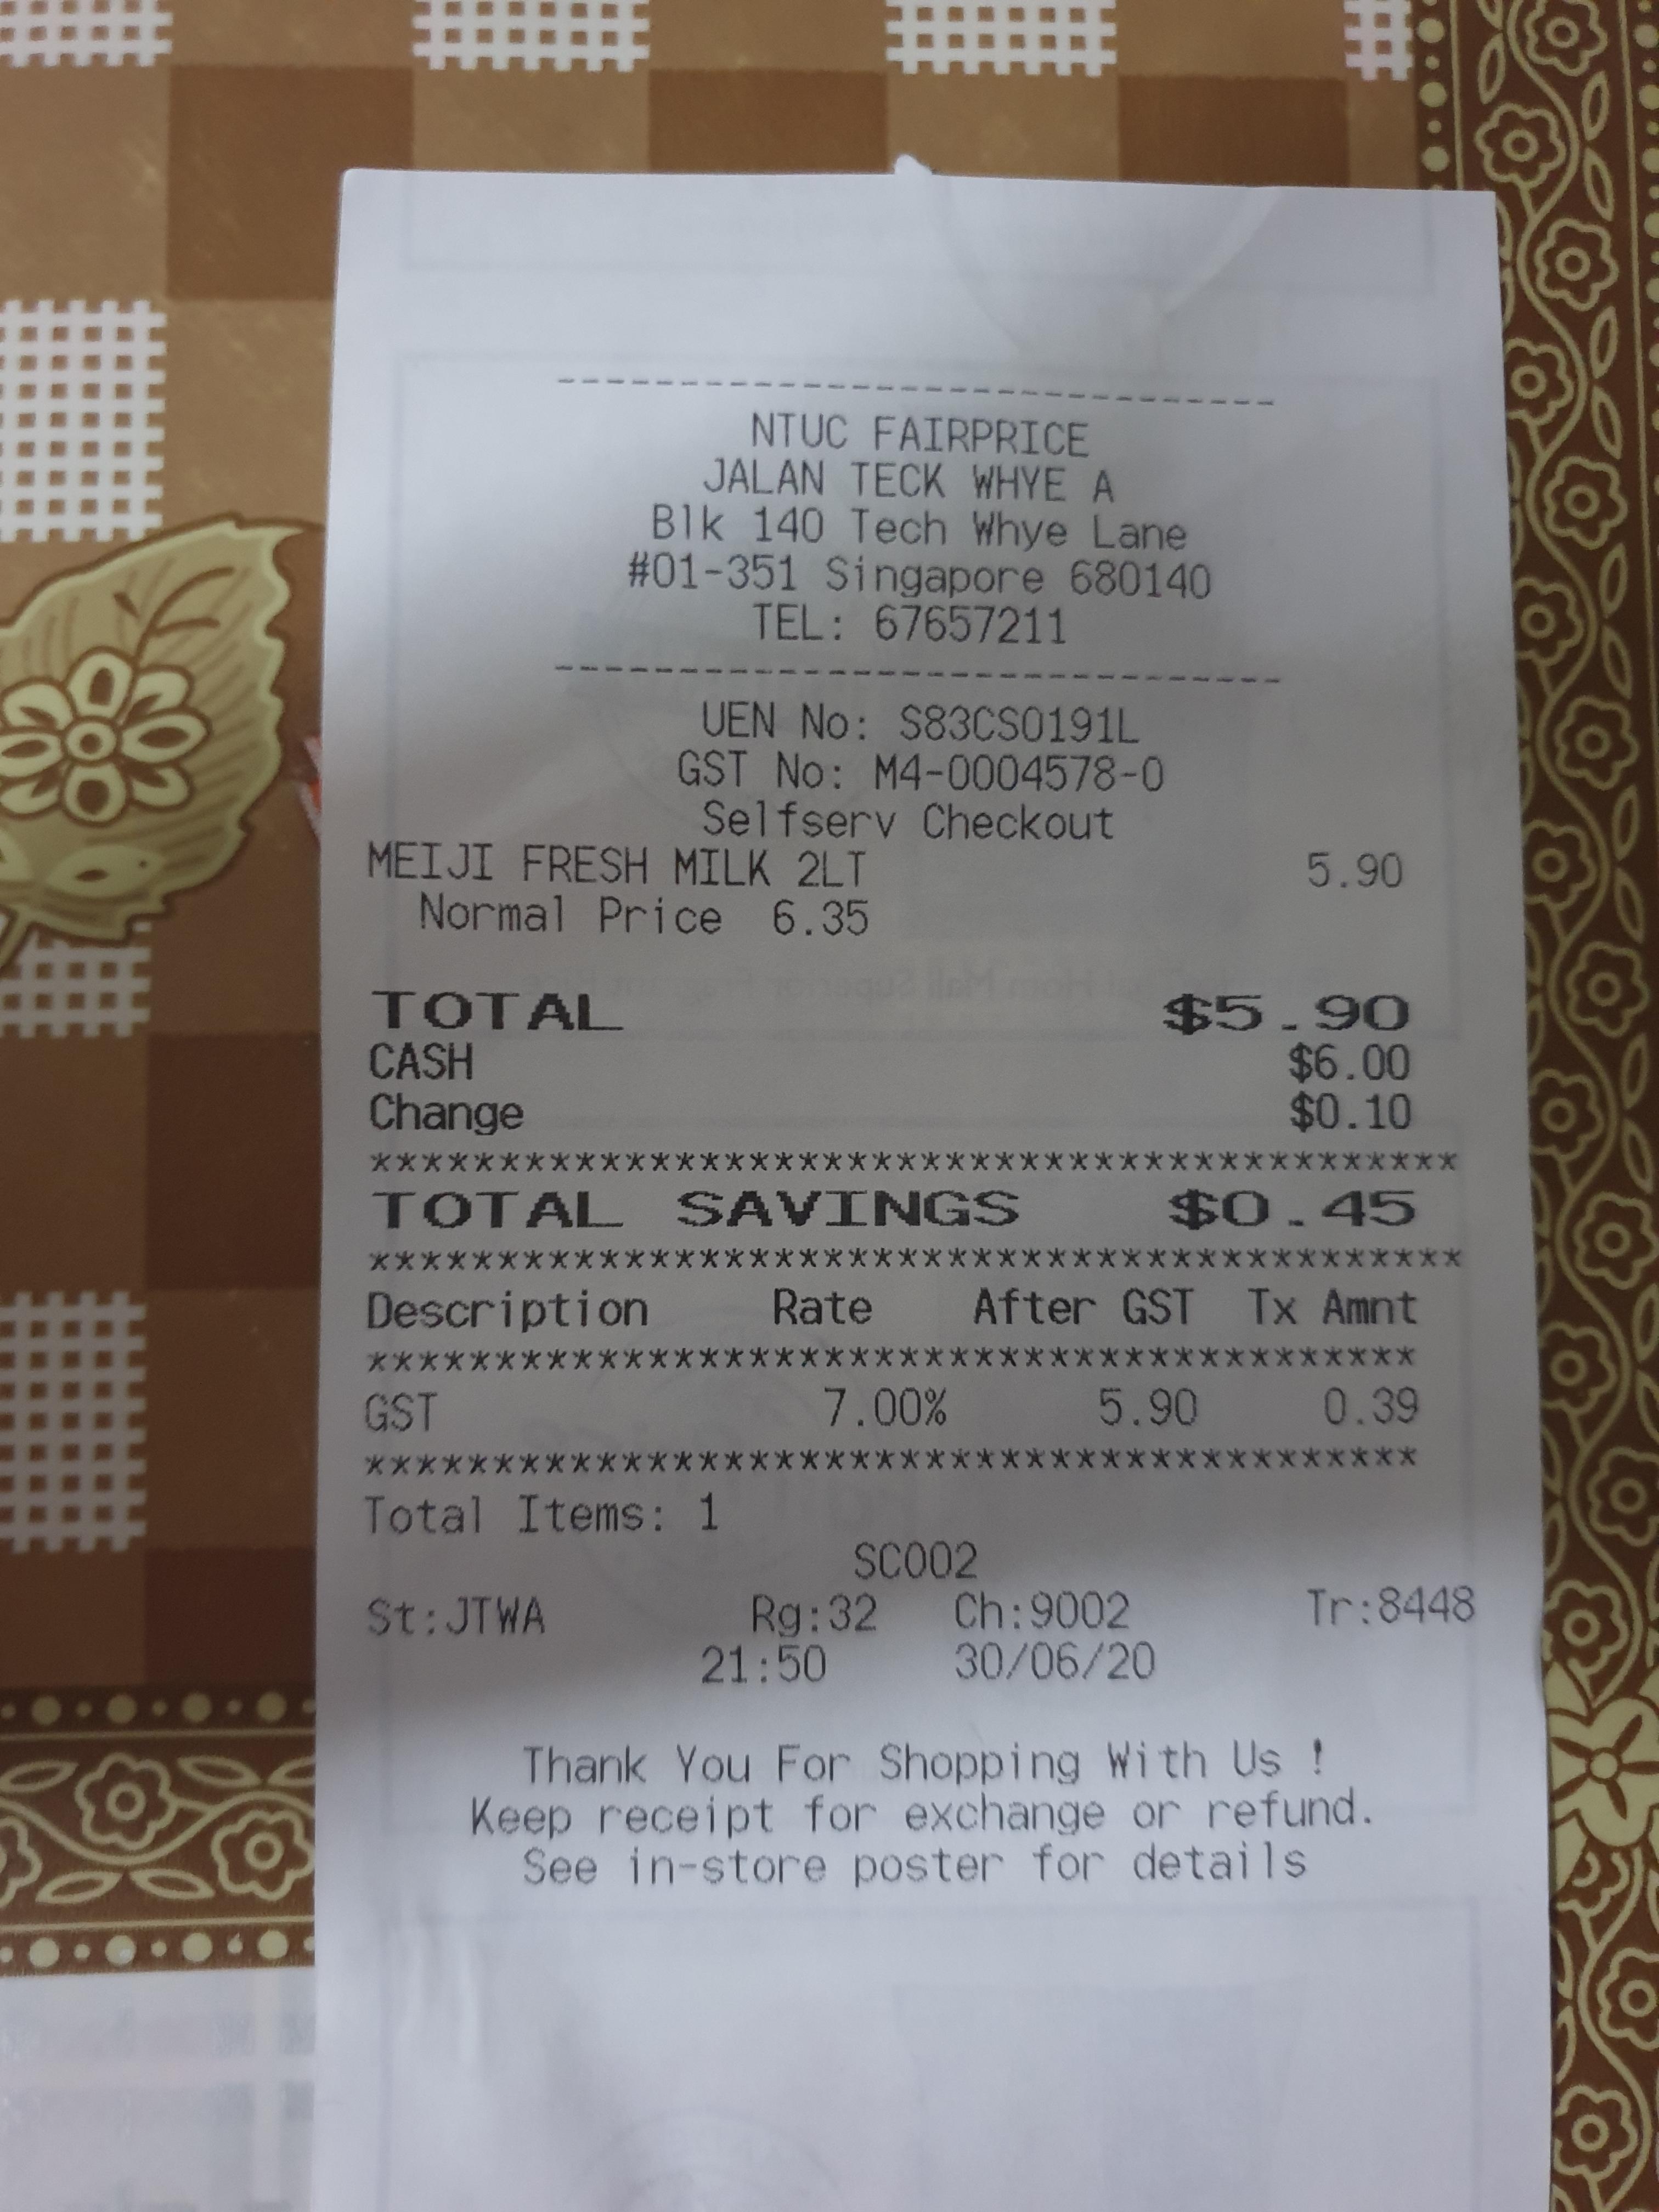 --------------------------------
NTUC FAIRPRICE
JALAN TECK WHYE A
Blk 140 Tech Whye Lane
#01-351 Singapore 680140
TEL: 67657211
--------------------------------
UEN No: S83CS0191L
GST No: M4-0004578-0
Selfserv Checkout
MEIJI FRESH MILK 2LT 5.90
Normal Price 6.35
TOTAL $5.90
CASH $6.00
Change $0.10
*******************************************
TOTAL SAVINGS $0.45
*******************************************
Description Rate After GST Tx Amnt
******************************************
GST 7.00% 5.90 0.39
******************************************
Total Items: 1
SC002
St:JTWA Rg:32 Ch:9002 Tr:8448
21:50 30/06/20
Thank You For Shopping With Us !
Keep receipt for exchange or refund.
See in-store poster for details